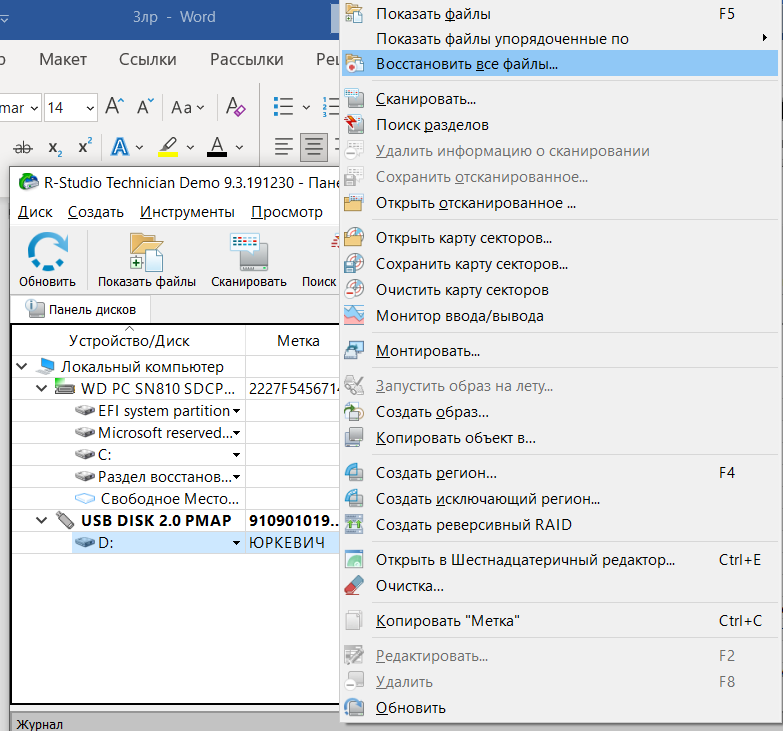 3лр - Word
Макет Ссылки Рассылки
14
Aa
ab x₂ x² A A
R-Studio Technician Demo 9.3.191230 - Пане
Диск Создать Инструменты Просмотр
Обновить Показать файлы Сканировать Поиск
Панель дисков
Устройство/Диск Метка
Локальный компьютер
WD PC SN810 SDCP... 2227F5456714
EFI system partition
Microsoft reserved...
C:
Раздел восстанов...
Свободное Место...
USB DISK 2.0 PMAP 910901019...
D: ЮРКЕВИЧ
Журнал
Показать файлы F5
Показать файлы упорядоченные по
Восстановить все файлы...
Сканировать...
Поиск разделов
Удалить информацию о сканировании
Сохранить отсканированное...
Открыть отсканированное ...
Открыть карту секторов...
Сохранить карту секторов...
Очистить карту секторов
Монитор ввода/вывода
Монтировать...
Запустить образ на лету...
Создать образ...
Копировать объект в...
Создать регион... F4
Создать исключающий регион...
Создать реверсивный RAID
Открыть в Шестнадцатеричный редактор... Ctrl+E
Очистка...
Копировать "Метка" Ctrl+C
Редактировать... F2
Удалить F8
Обновить